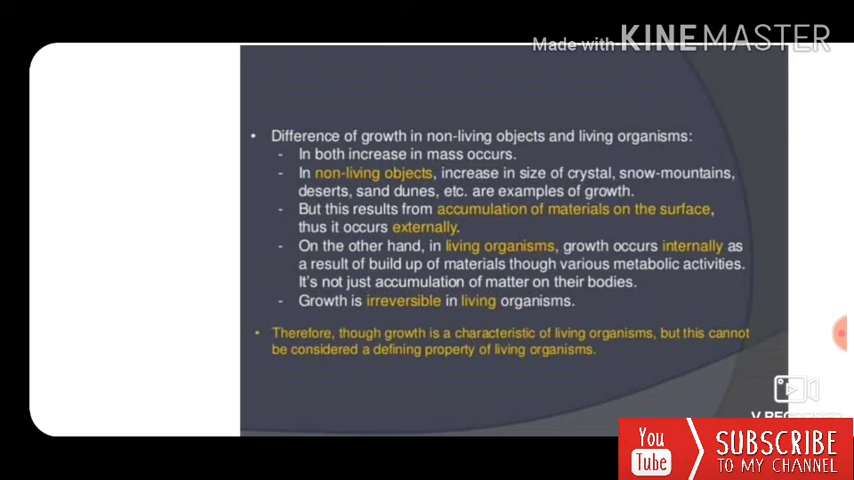 Made with KINEMASTER
• Difference of growth in non-living objects and living organisms:
- In both increase in mass occurs.
- In non-living objects, increase in size of crystal, snow-mountains,
deserts, sand dunes, etc. are examples of growth.
- But this results from accumulation of materials on the surface,
thus it occurs externally.
- On the other hand, in living organisms, growth occurs internally as
a result of build up of materials though various metabolic activities.
It's not just accumulation of matter on their bodies.
- Growth is irreversible in living organisms.
• Therefore, though growth is a characteristic of living organisms, but this cannot
be considered a defining property of living organisms.
You
Tube
SUBSCRIBE
TO MY CHANNEL